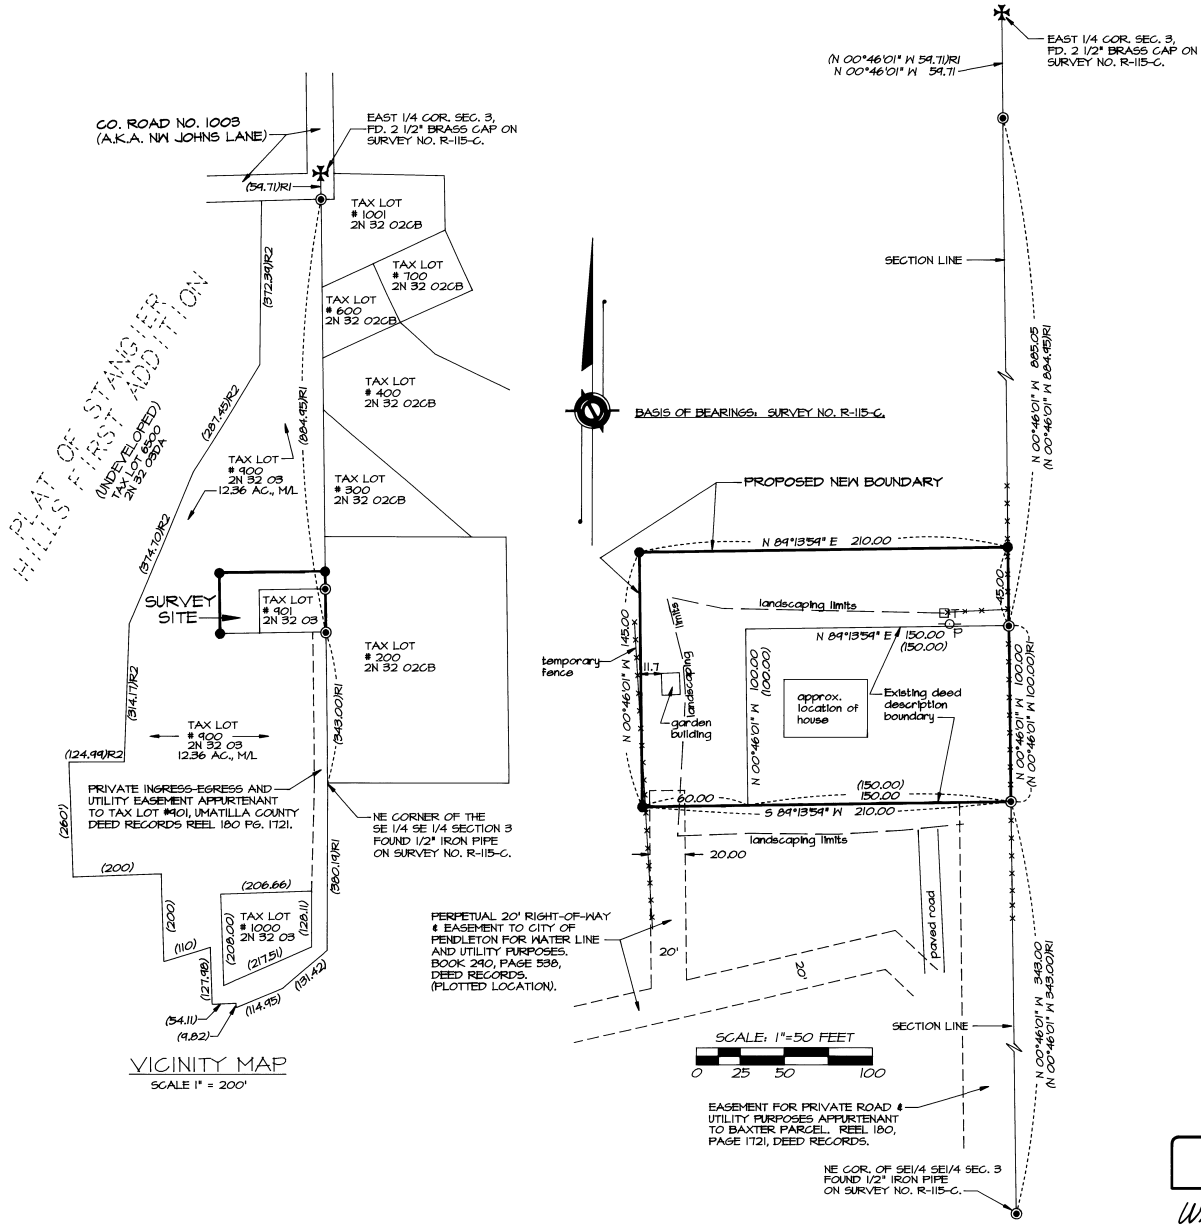 EAST 1/4 COR. SEC. 3,
FD. 2 1/2" BRASS CAP ON
SURVEY NO. R-115-C.
(N 00°46'01" W 59.71)R1
N 00°46'01" W 59.71
CO. ROAD NO. 1003
(A.K.A. NW JOHNS LANE)
EAST 1/4 COR. SEC. 3,
FD. 2 1/2" BRASS CAP ON
SURVEY NO. R-115-C.
(59.71)R1
TAX LOT
# 1001
2N 32 02CB
TAX LOT
# 700
2N 32 02CB
TAX LOT
# 600
2N 32 02CB
TAX LOT
# 400
2N 32 02CB
TAX LOT
# 300
2N 32 02CB
(372.39)R2
(287.45)R2
(884.95)R1
PLAT OF STANGIER
HILLS FIRST ADDITION
(UNDEVELOPED)
TAX LOT 6500
2N 32 03DA
TAX LOT
# 900
2N 32 03
12.36 AC., M/L
(374.70)R2
SURVEY
SITE
TAX LOT
# 901
2N 32 03
TAX LOT
# 200
2N 32 02CB
(314.17)R2
(343.00)R1
TAX LOT
# 900
2N 32 03
12.36 AC., M/L
(124.99)R2
PRIVATE INGRESS-EGRESS AND
UTILITY EASEMENT APPURTENANT
TO TAX LOT #901, UMATILLA COUNTY
DEED RECORDS REEL 180 PG. 1721.
NE CORNER OF THE
SE 1/4 SE 1/4 SECTION 3
FOUND 1/2" IRON PIPE
ON SURVEY NO. R-115-C.
(260')
(200)
(200)
(380.19)R1
(206.66)
(128.11)
TAX LOT
# 1000
2N 32 03
(208.00)
(217.51)
(110)
(127.98)
(131.42)
(114.95)
(54.11)
(9.82)
VICINITY MAP
SCALE 1" = 200'
SECTION LINE
N 00°46'01" W 885.05
(N 00°46'01" W 884.95)R1
BASIS OF BEARINGS: SURVEY NO. R-115-C.
PROPOSED NEW BOUNDARY
N 89°13'59" E 210.00
45.00
landscaping limits
limits
landscaping
T
P
N 89°13'59" E 150.00
(150.00)
N 00°46'01" W 145.00
temporary
fence
11.7
garden
building
N 00°46'01" W 100.00
(100.00)
approx.
location of
house
Existing deed
description
boundary
N 00°46'01" W 100.00
(N 00°46'01" W 100.00)R1
(150.00)
60.00
150.00
S 89°13'59" W 210.00
landscaping limits
20.00
PERPETUAL 20' RIGHT-OF-WAY
& EASEMENT TO CITY OF
PENDLETON FOR WATER LINE
AND UTILITY PURPOSES.
BOOK 290, PAGE 538,
DEED RECORDS.
(PLOTTED LOCATION).
20'
20'
paved road
N 00°46'01" W 343.00
(N 00°46'01" W 343.00)R1
SECTION LINE
SCALE: 1"=50 FEET
0 25 50 100
EASEMENT FOR PRIVATE ROAD &
UTILITY PURPOSES APPURTENANT
TO BAXTER PARCEL. REEL 180,
PAGE 1721, DEED RECORDS.
NE COR. OF SE1/4 SE1/4 SEC. 3
FOUND 1/2" IRON PIPE
ON SURVEY NO. R-115-C.